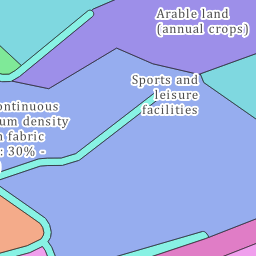 Arable land
(annual crops)
Sports and
leisure
facilities
ontinuous
um density
n fabric
: 30% -
)